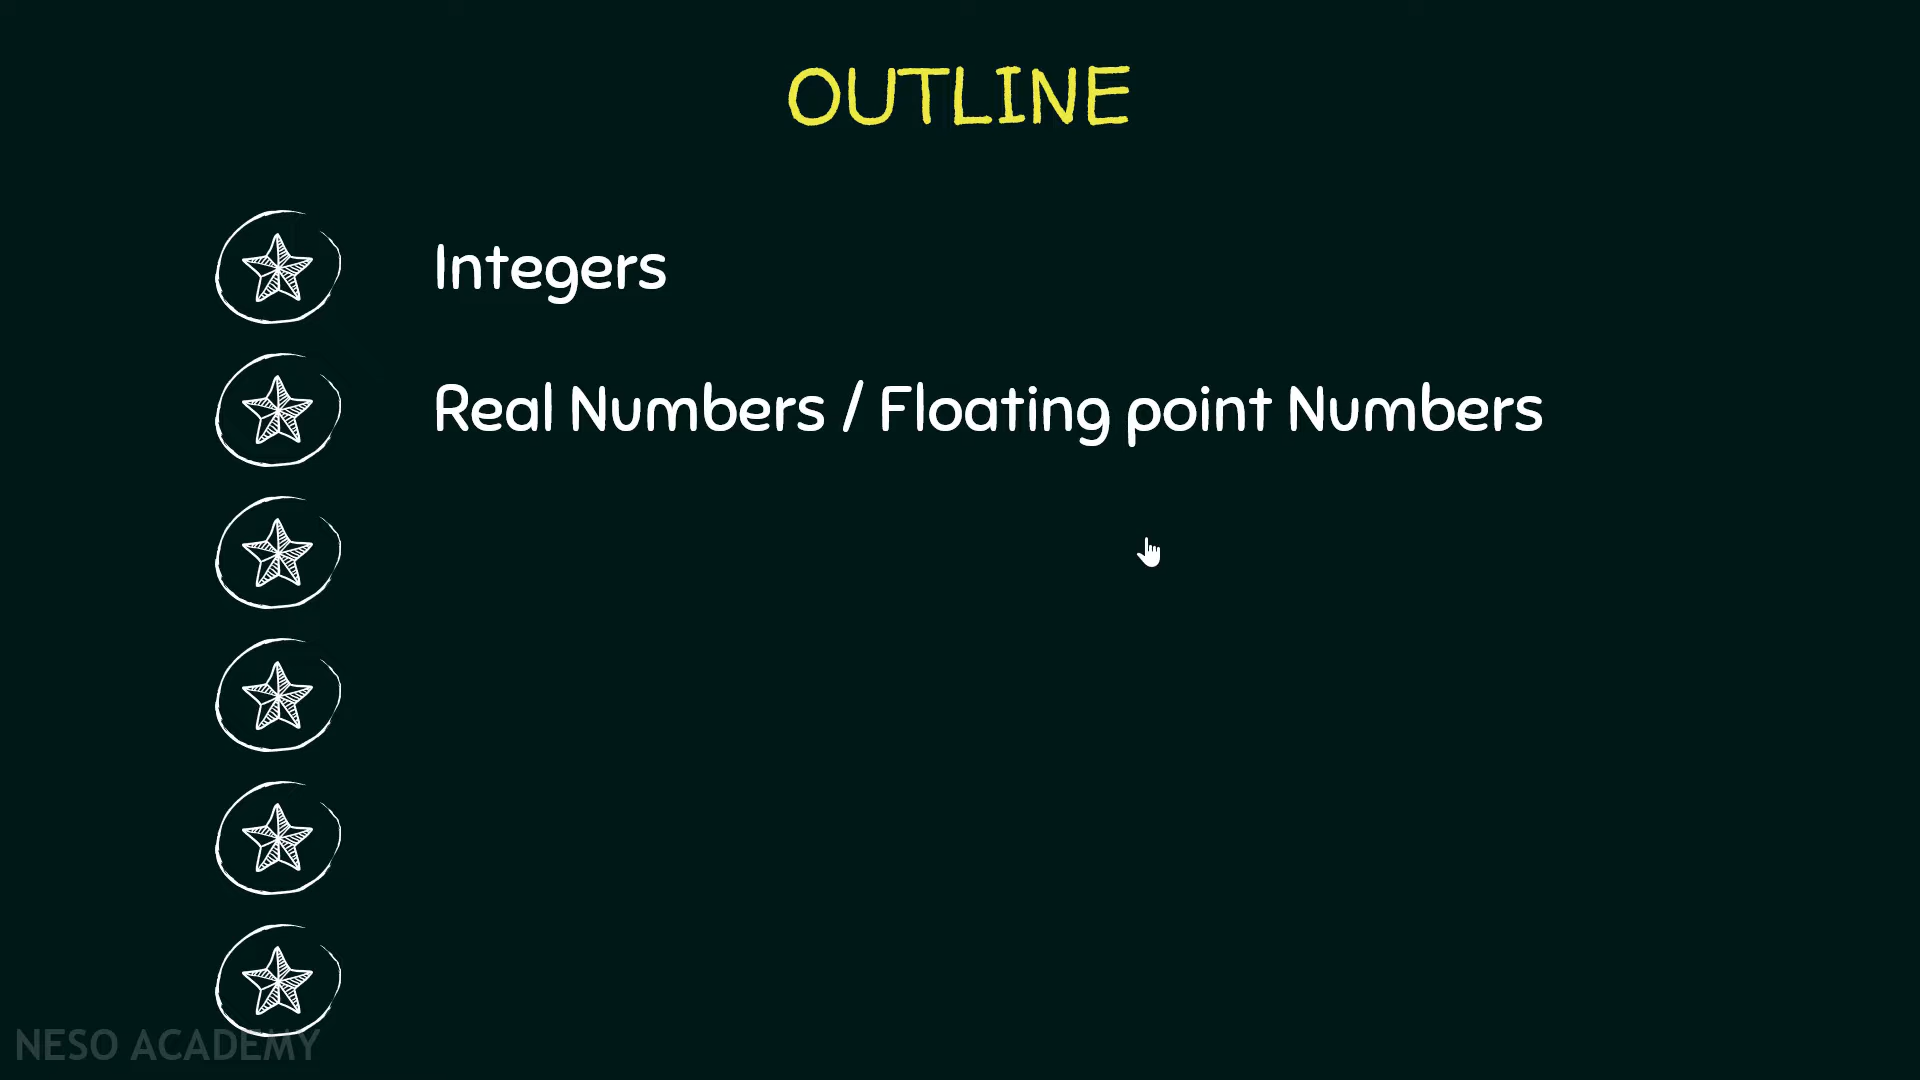 OUTLINE
Integers
Real Numbers / Floating point Numbers
NESO ACADEMY